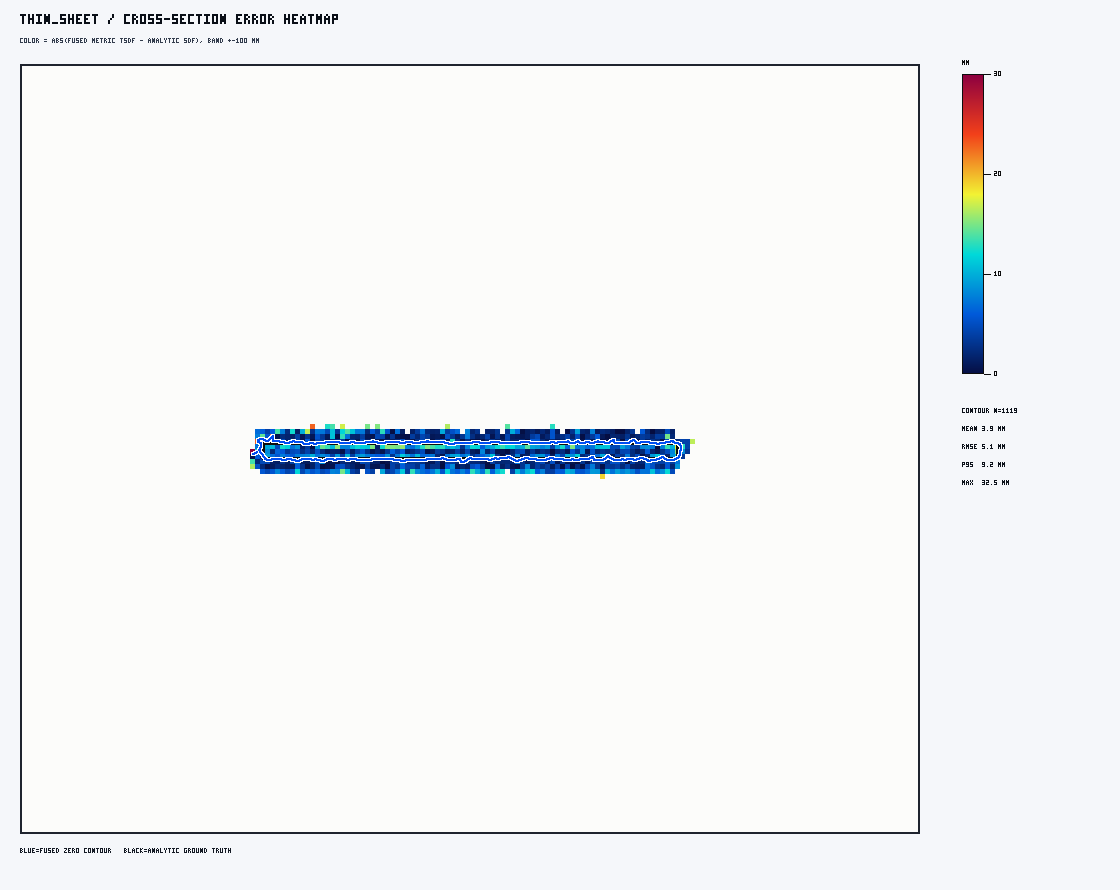 THIN_SHEET / CROSS-SECTION ERROR HEATMAP
COLOR = ABS(FUSED METRIC TSDF - ANALYTIC SDF), BAND +-100 MM
MM
30
20
10
0
CONTOUR N=1119
MEAN 3.9 MM
RMSE 5.1 MM
P95 9.2 MM
MAX 32.5 MM
BLUE=FUSED ZERO CONTOUR BLACK=ANALYTIC GROUND TRUTH